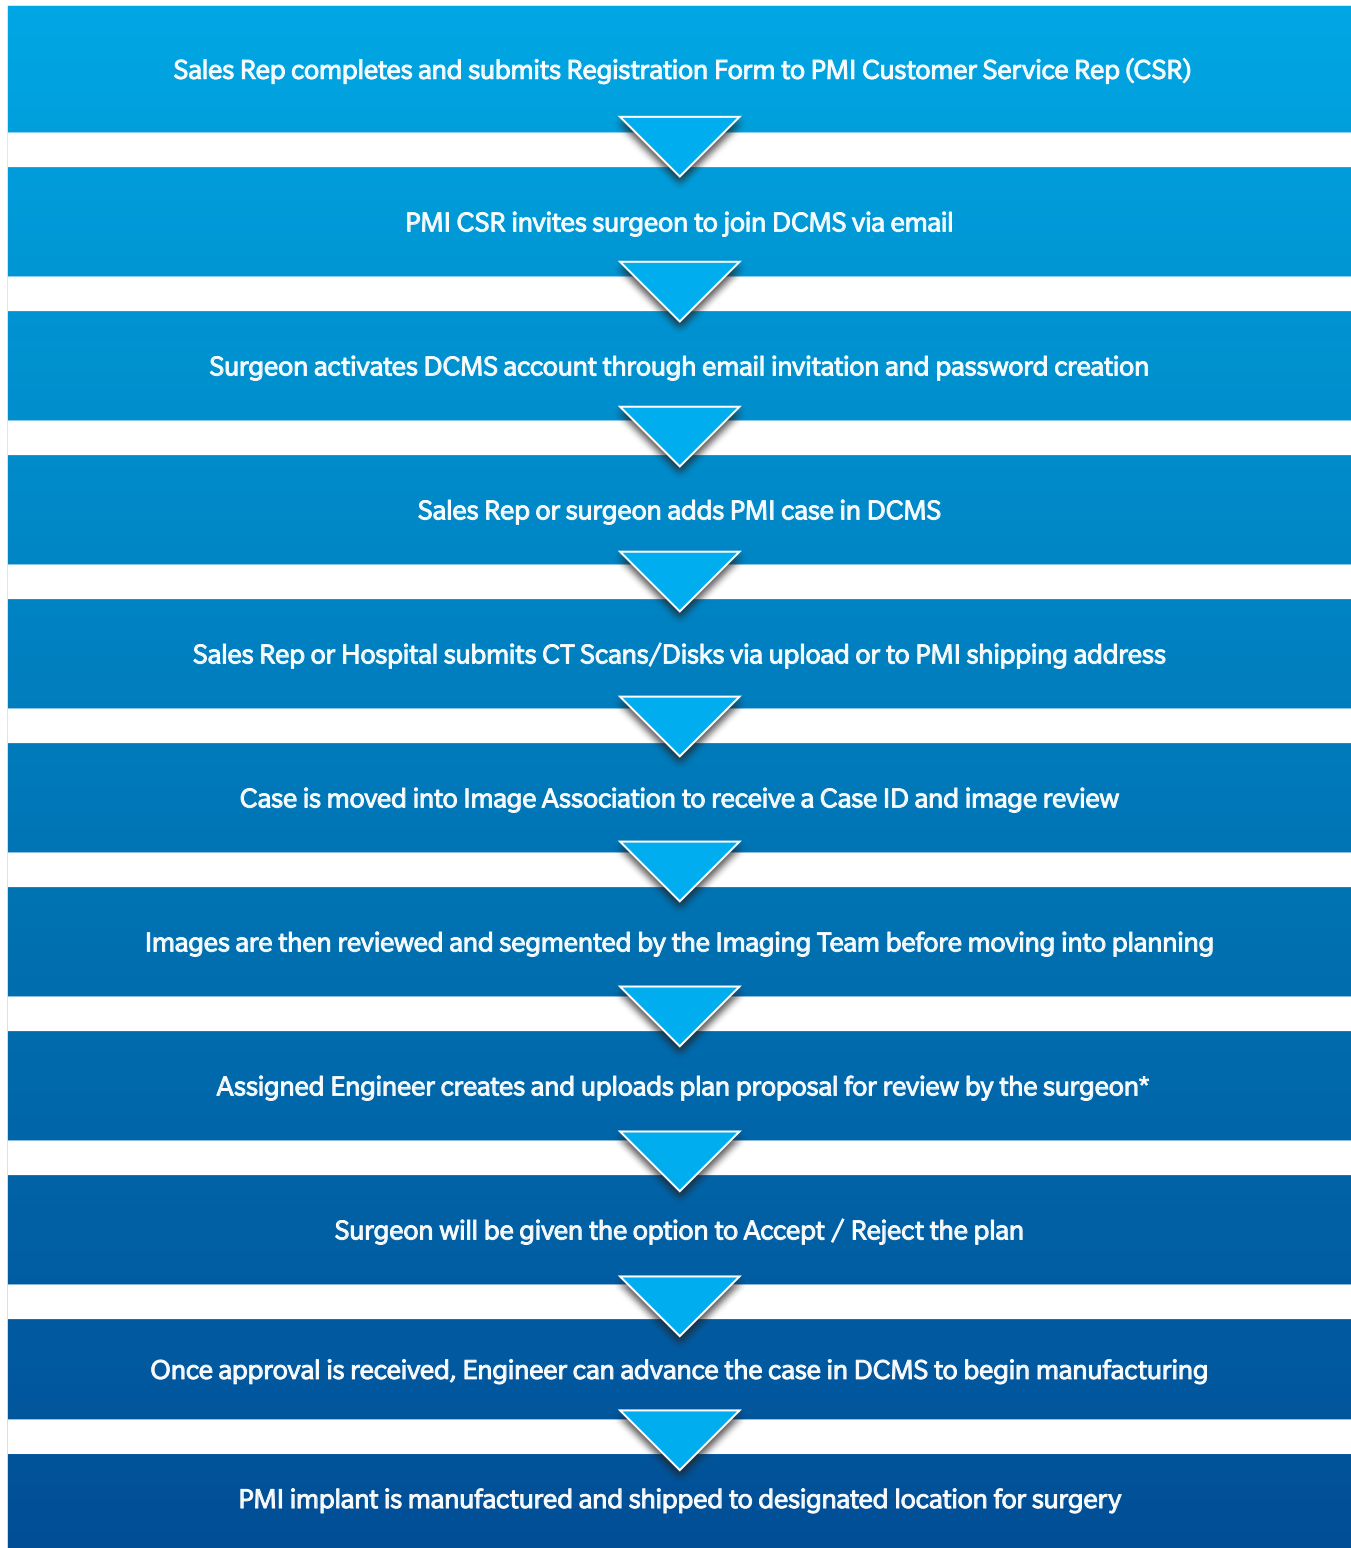 Sales Rep completes and submits Registration Form to PMI Customer Service Rep (CSR)
PMI CSR invites surgeon to join DCMS via email
Surgeon activates DCMS account through email invitation and password creation
Sales Rep or surgeon adds PMI case in DCMS
Sales Rep or Hospital submits CT Scans/Disks via upload or to PMI shipping address
Case is moved into Image Association to receive a Case ID and image review
Images are then reviewed and segmented by the Imaging Team before moving into planning
Assigned Engineer creates and uploads plan proposal for review by the surgeon*
Surgeon will be given the option to Accept / Reject the plan
Once approval is received, Engineer can advance the case in DCMS to begin manufacturing
PMI implant is manufactured and shipped to designated location for surgery